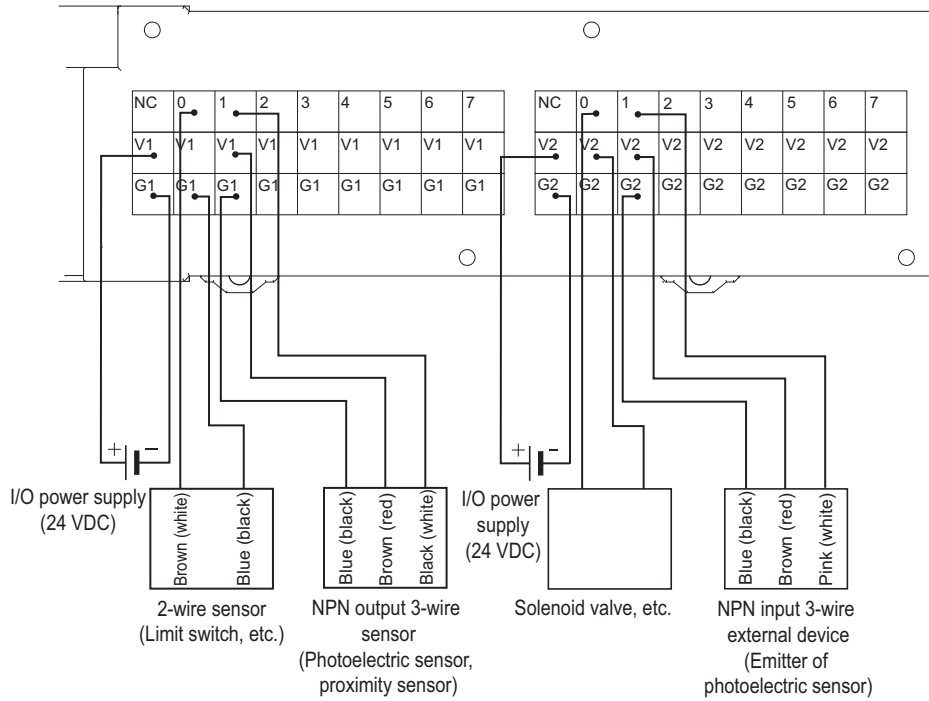 NC 0 1 2 3 4 5 6 7
V1 V1 V1 V1 V1 V1 V1 V1 V1
G1 G1 G1 G1 G1 G1 G1 G1 G1
NC 0 1 2 3 4 5 6 7
V2 V2 V2 V2 V2 V2 V2 V2 V2
G2 G2 G2 G2 G2 G2 G2 G2 G2
+ −
I/O power supply
(24 VDC)
Brown (white)
Blue (black)
2-wire sensor
(Limit switch, etc.)
Blue (black)
Brown (red)
Black (white)
NPN output 3-wire
sensor
(Photoelectric sensor,
proximity sensor)
+ −
I/O power
supply
(24 VDC)
Solenoid valve, etc.
Blue (black)
Brown (red)
Pink (white)
NPN input 3-wire
external device
(Emitter of
photoelectric sensor)